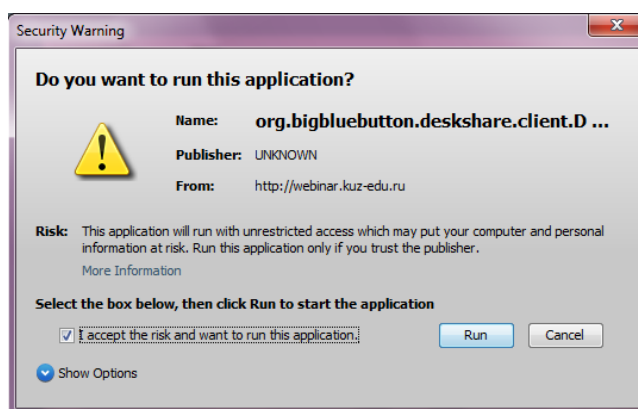 Security Warning
Do you want to run this application?
Name: org.bigbluebutton.deskshare.client.D ...
Publisher: UNKNOWN
From: http://webinar.kuz-edu.ru
Risk: This application will run with unrestricted access which may put your computer and personal
information at risk. Run this application only if you trust the publisher.
More Information
Select the box below, then click Run to start the application
I accept the risk and want to run this application. Run Cancel
Show Options